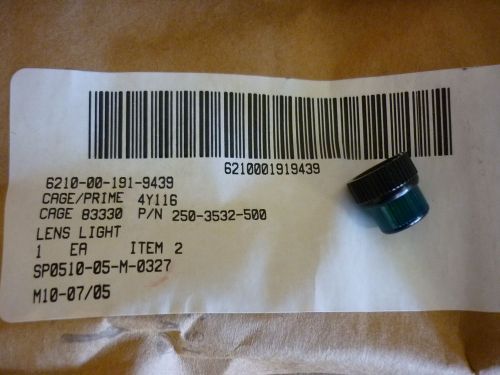 6210001919439
6210-00-191-9439
CAGE/PRIME 4Y116
CAGE 83330 P/N 250-3532-500
LENS LIGHT
1 EA ITEM 2
SP0510-05-M-0327
M10-07/05